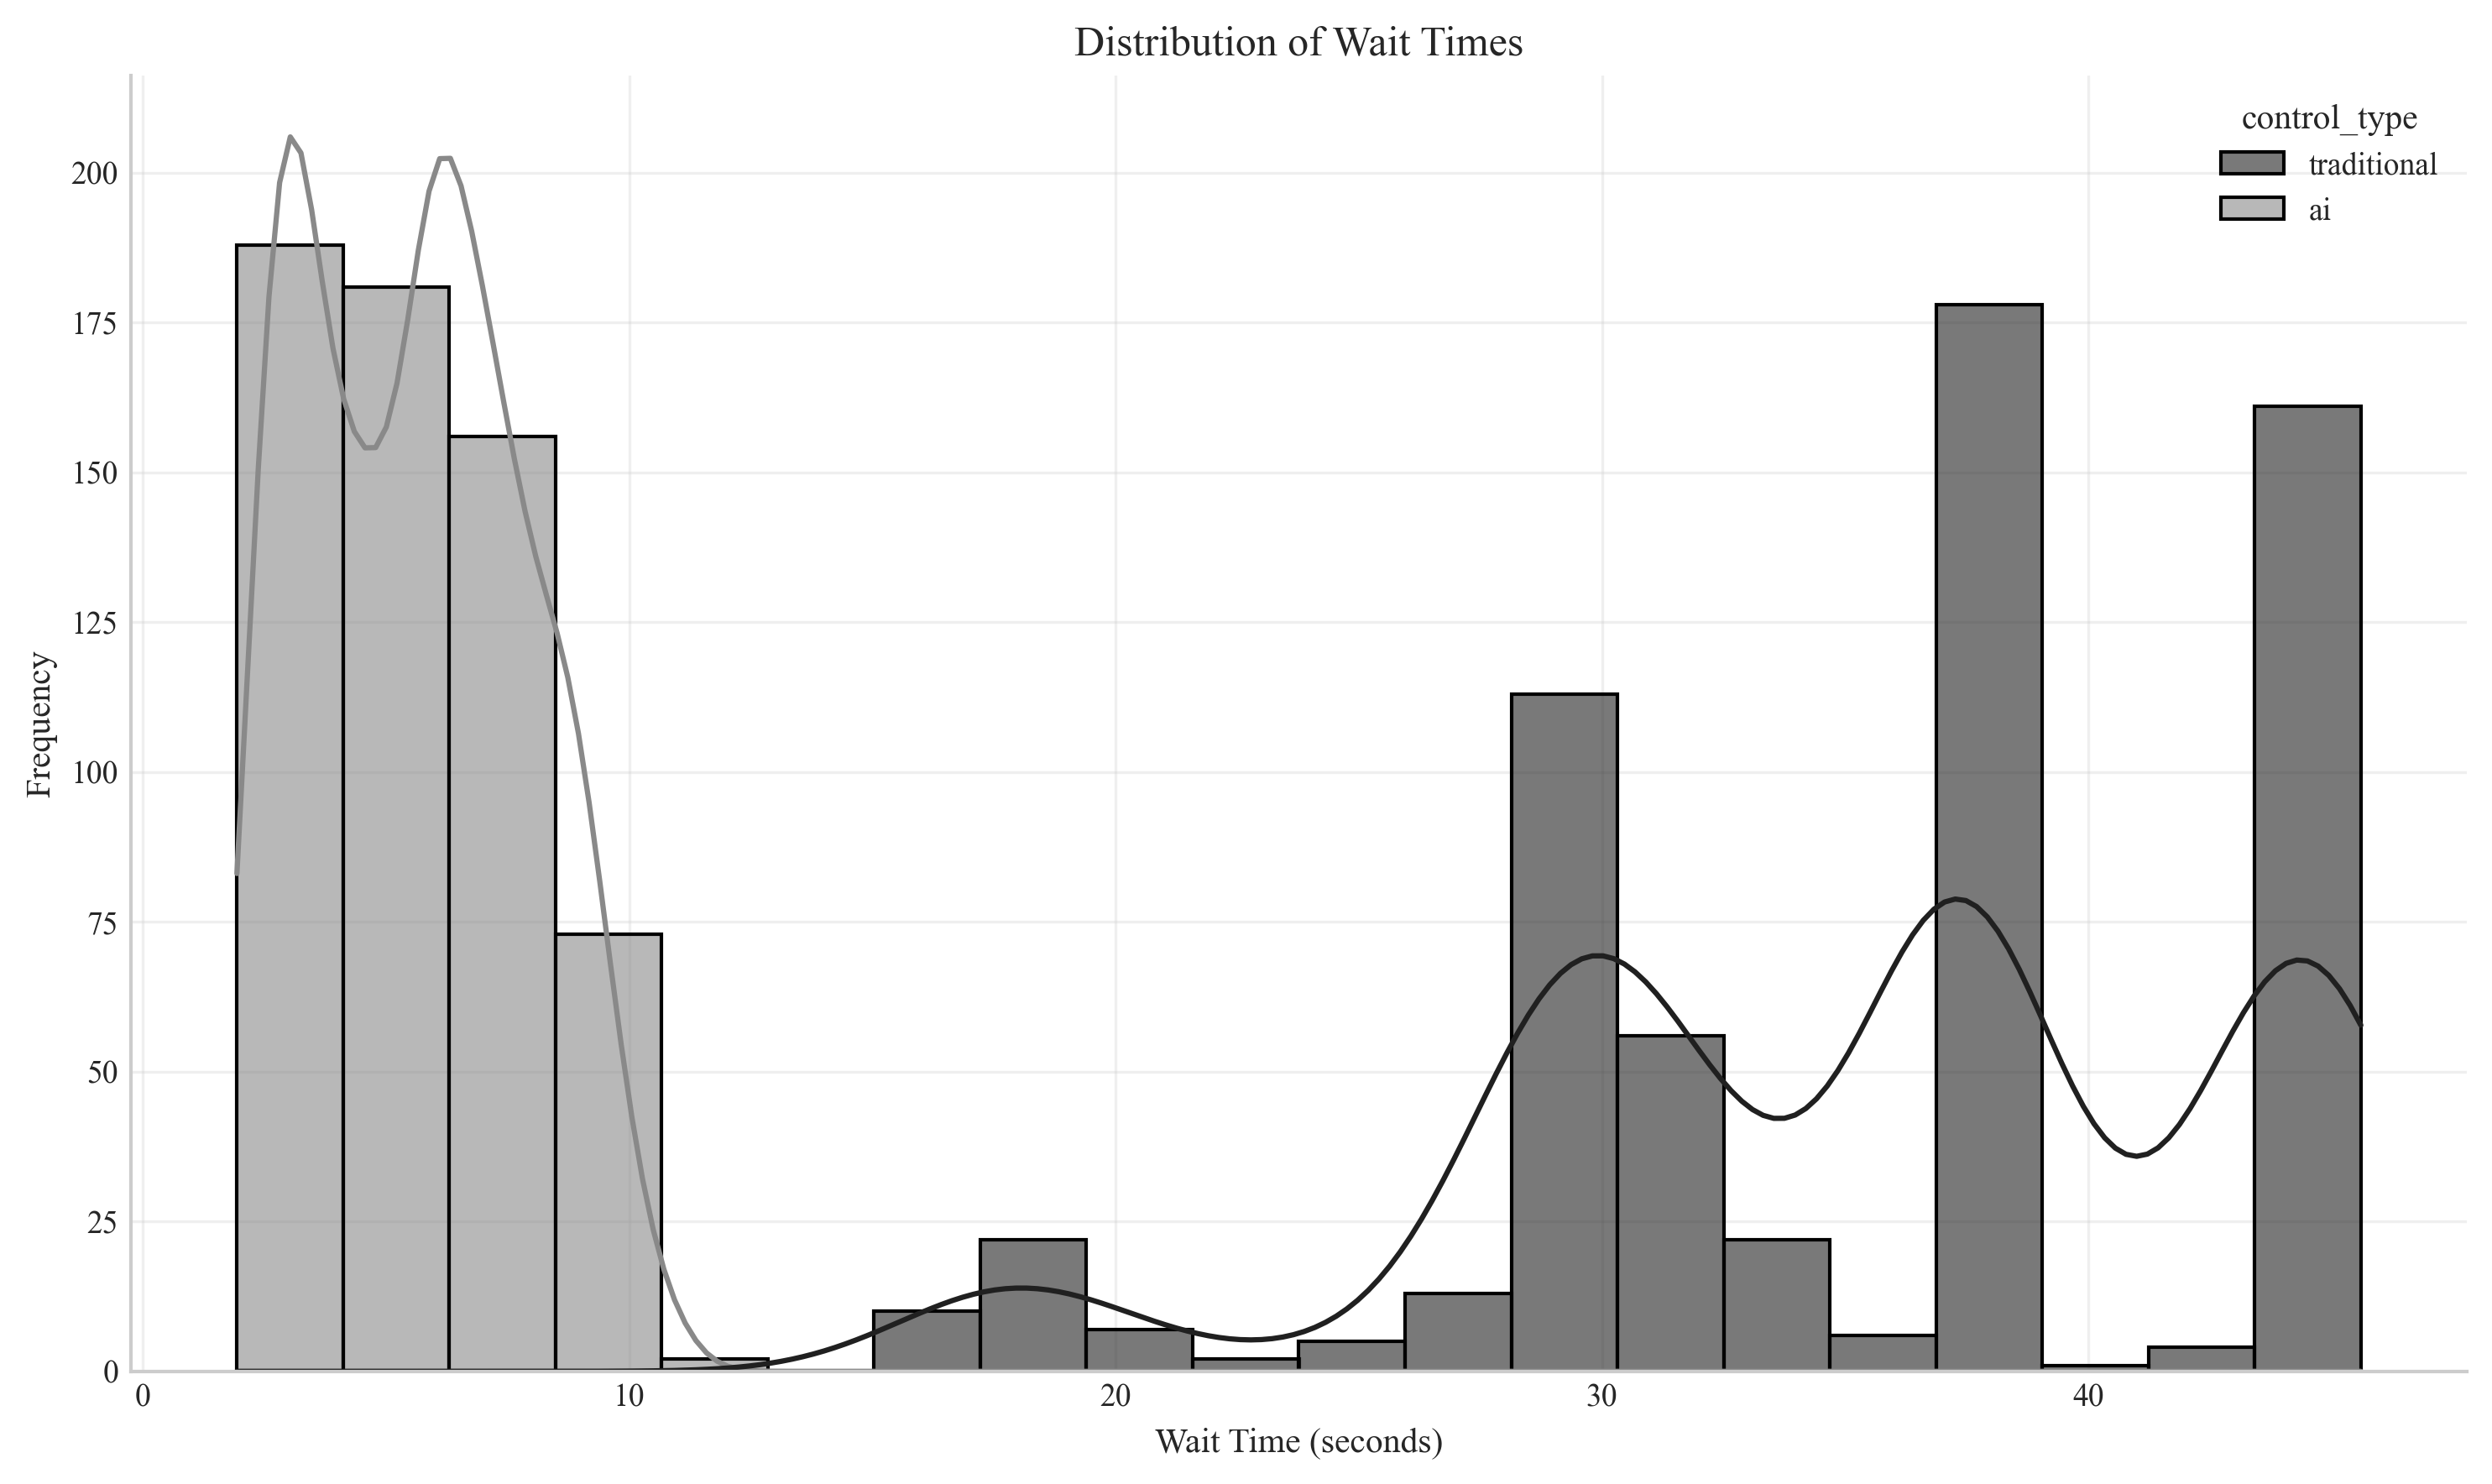 Distribution of Wait Times
control_type
traditional
ai
200
175
150
125
100
75
50
25
0
Frequency
0 10 20 30 40
Wait Time (seconds)